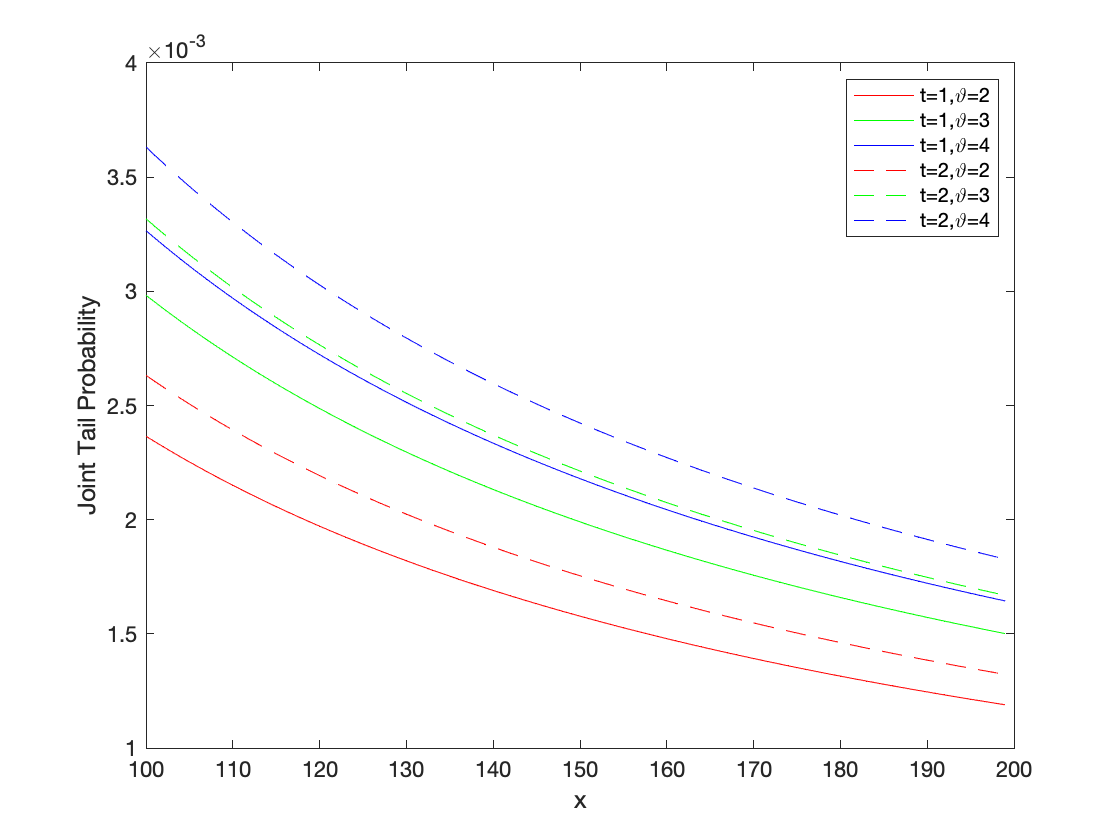 ×10-3
4
3.5
3
2.5
2
1.5
1
Joint Tail Probability
100 110 120 130 140 150 160 170 180 190 200
x
t=1,ϑ=2
t=1,ϑ=3
t=1,ϑ=4
t=2,ϑ=2
t=2,ϑ=3
t=2,ϑ=4